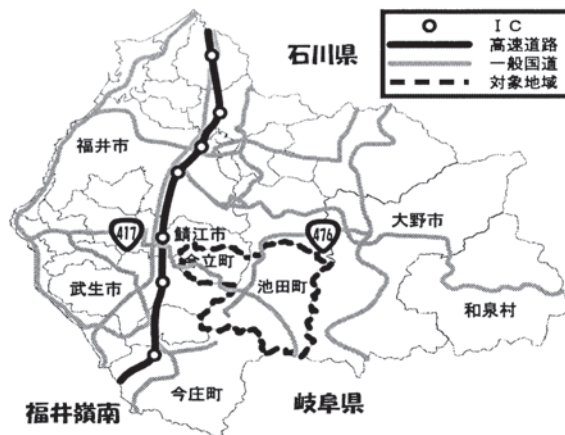 石川県
ＩＣ
高速道路
一般国道
対象地域
福井市
大野市
417
鯖江市
476
今立町
池田町
武生市
和泉村
今庄町
福井嶺南
岐阜県